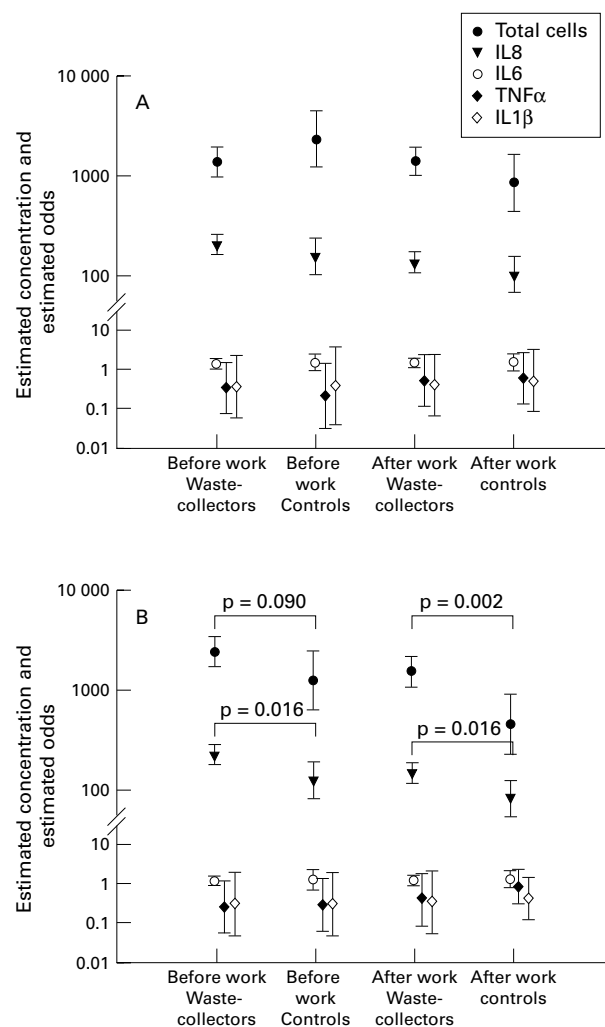 Total cells
IL8
IL6
TNFα
IL1β
A
Estimated concentration and
estimated odds
10 000
1000
100
10
1
0.1
0.01
Before work
Waste-
collectors
Before
work
Controls
After work
Waste-
collectors
After work
controls
B
Estimated concentration and
estimated odds
10 000
1000
100
10
1
0.1
0.01
p = 0.090
p = 0.002
p = 0.016
p = 0.016
Before work
Waste-
collectors
Before
work
Controls
After work
Waste-
collectors
After work
controls